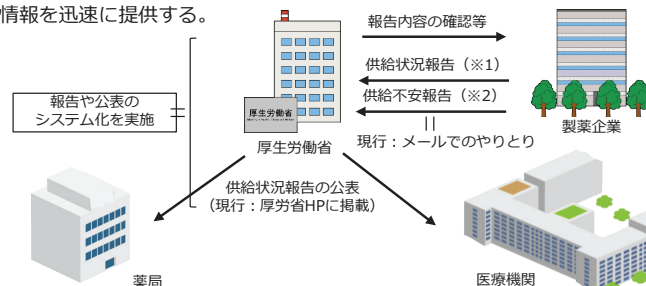 情報を迅速に提供する。
報告内容の確認等
供給状況報告（※1）
供給不安報告（※2）
報告や公表の
システム化を実施
厚生労働省
厚生労働省
製薬企業
現行：メールでのやりとり
供給状況報告の公表
（現行：厚労省HPに掲載）
薬局
医療機関